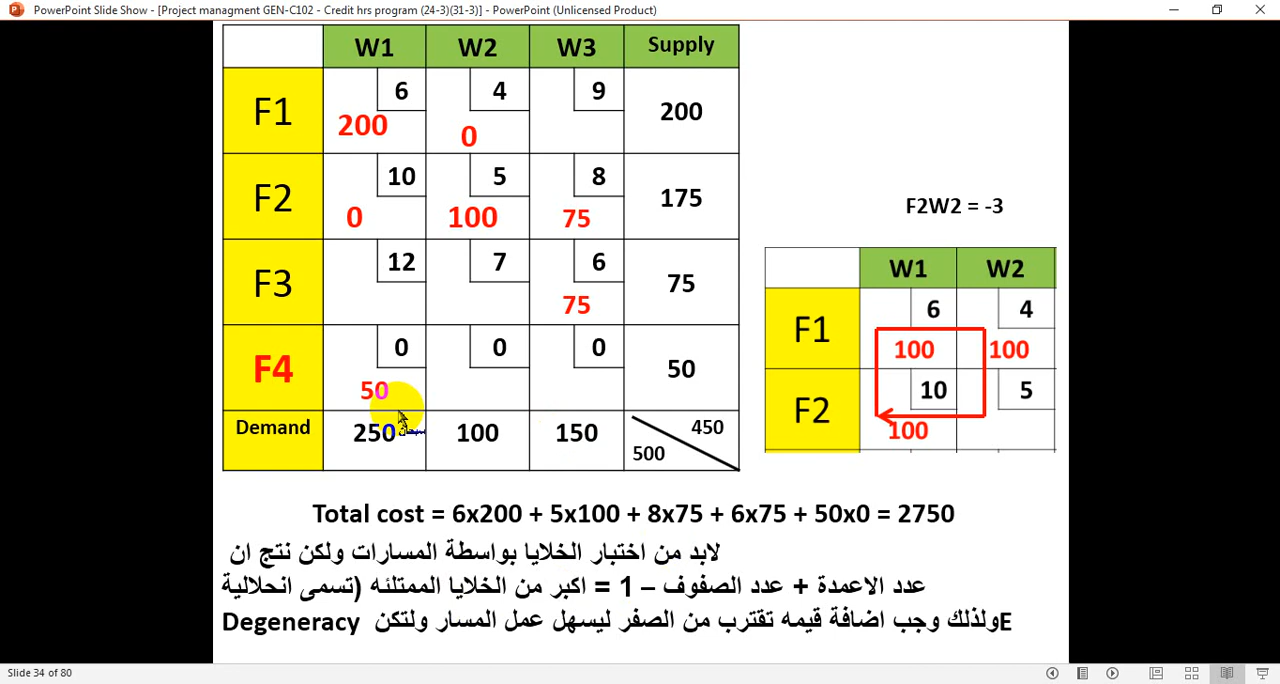 PowerPoint Slide Show - [Project managment GEN-C102 - Credit hrs program (24-3)(31-3)] - PowerPoint (Unlicensed Product)
W1 W2 W3 Supply
F1 6 4 9 200
200 0
F2 10 5 8 175
0 100 75
F3 12 7 6 75
75
F4 0 0 0 50
50
Demand 250 100 150 450
500
F2W2 = -3
W1 W2
F1 6 4
100 100
F2 10 5
100
Total cost = 6x200 + 5x100 + 8x75 + 6x75 + 50x0 = 2750
لابد من اختبار الخلايا بواسطة المسارات ولكن نتج ان
عدد الاعمدة + عدد الصفوف – 1 = اكبر من الخلايا الممتلئه (تسمى انحلالية
Degeneracy ولذلك وجب اضافة قيمه تقترب من الصفر ليسهل عمل المسار ولتكن E
Slide 34 of 80